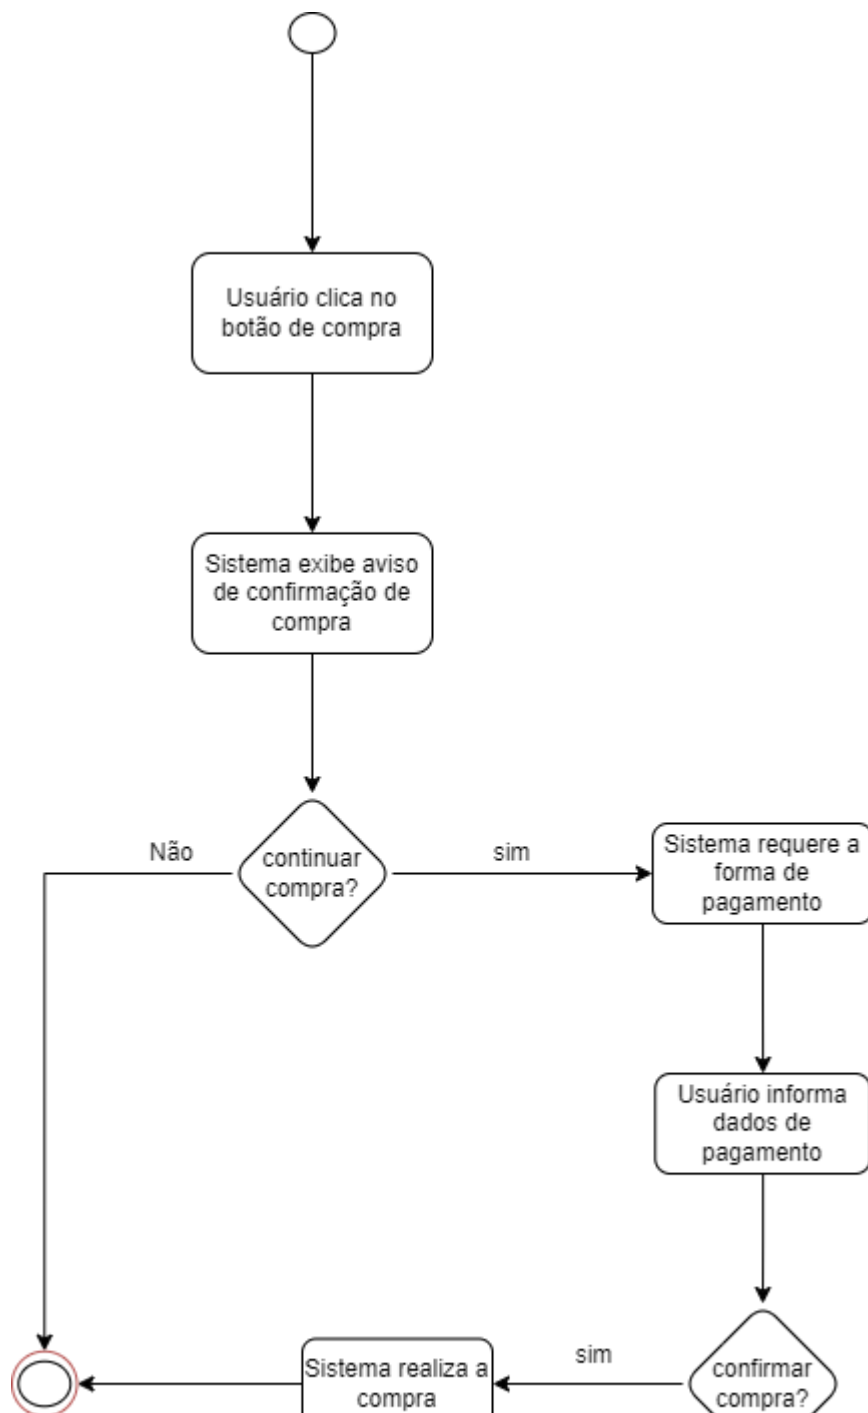 Usuário clica no
botão de compra
Sistema exibe aviso
de confirmação de
compra
Não
continuar
compra?
sim
Sistema requere a
forma de
pagamento
Usuário informa
dados de
pagamento
confirmar
compra?
sim
Sistema realiza a
compra